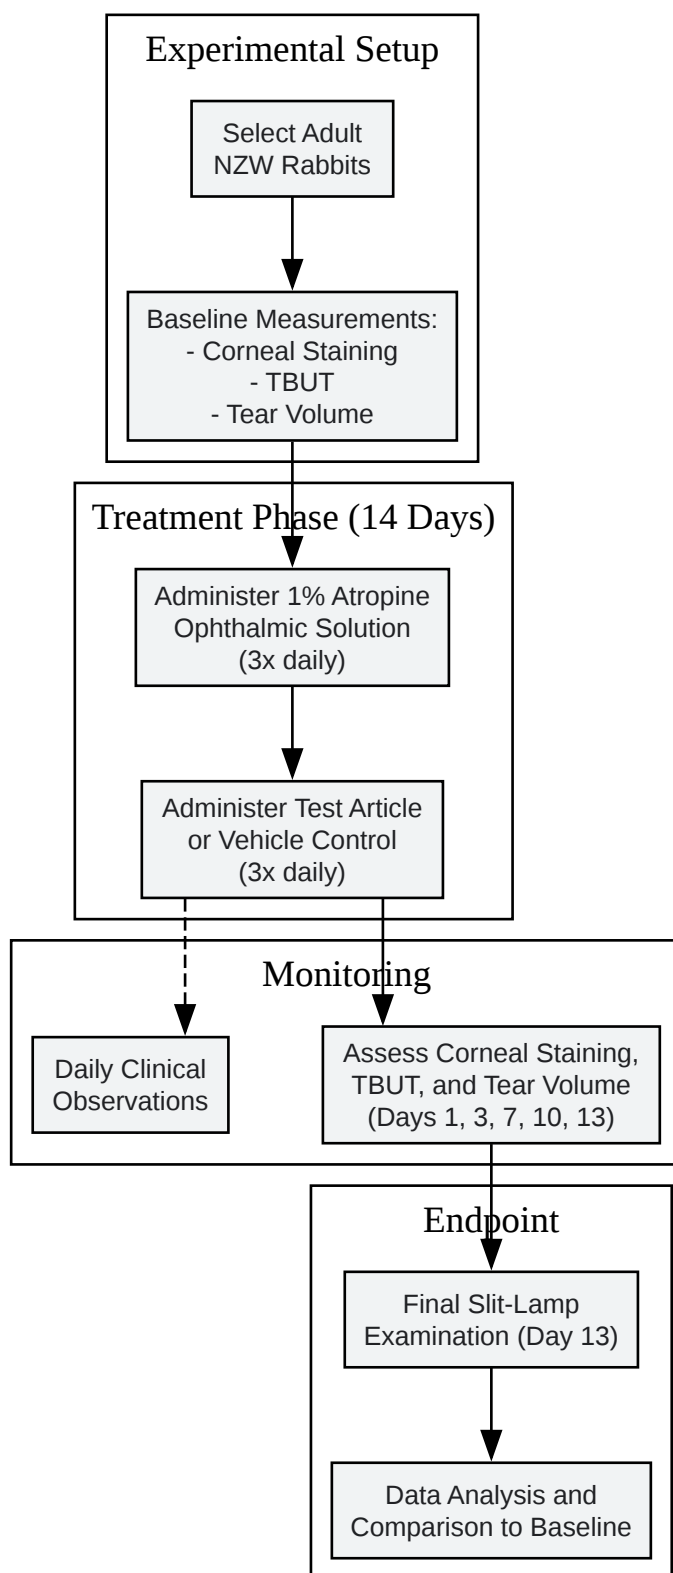 Experimental Setup
Select Adult
NZW Rabbits
Baseline Measurements:
- Corneal Staining
- TBUT
- Tear Volume
Treatment Phase (14 Days)
Administer 1% Atropine
Ophthalmic Solution
(3x daily)
Administer Test Article
or Vehicle Control
(3x daily)
Monitoring
Daily Clinical
Observations
Assess Corneal Staining,
TBUT, and Tear Volume
(Days 1, 3, 7, 10, 13)
Endpoint
Final Slit-Lamp
Examination (Day 13)
Data Analysis and
Comparison to Baseline